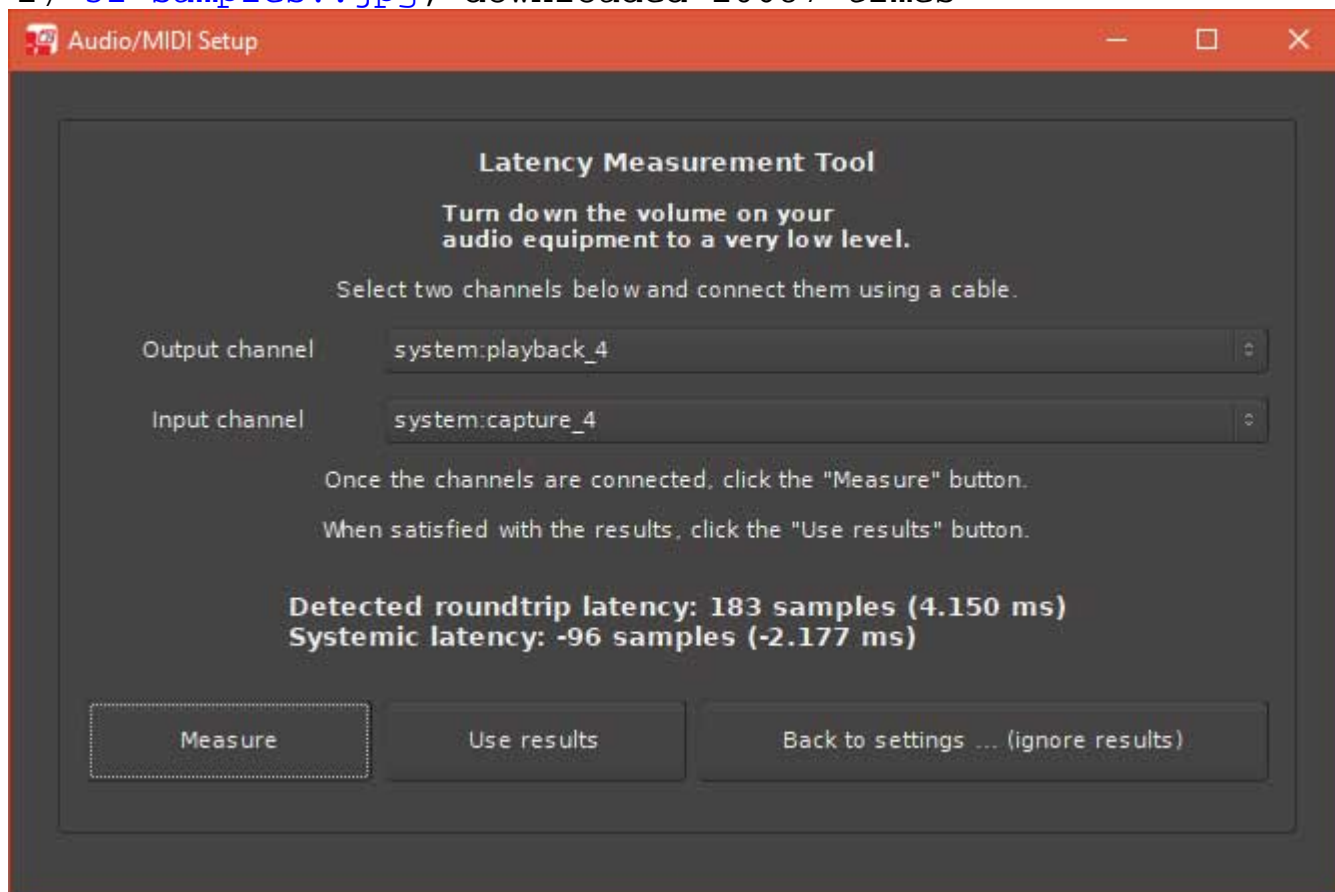 Audio/MIDI Setup
Latency Measurement Tool
Turn down the volume on your
audio equipment to a very low level.
Select two channels below and connect them using a cable.
Output channel system:playback_4
Input channel system:capture_4
Once the channels are connected, click the "Measure" button.
When satisfied with the results, click the "Use results" button.
Detected roundtrip latency: 183 samples (4.150 ms)
Systemic latency: -96 samples (-2.177 ms)
Measure Use results Back to settings ... (ignore results)